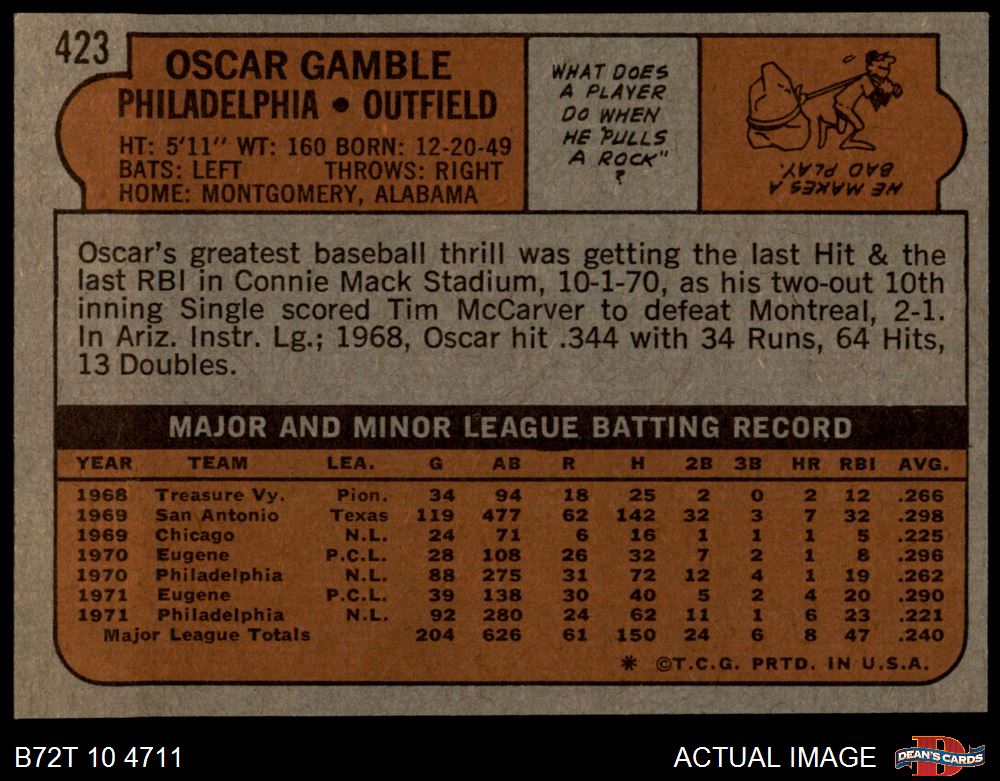 423
OSCAR GAMBLE
PHILADELPHIA • OUTFIELD
HT: 5'11" WT: 160 BORN: 12-20-49
BATS: LEFT THROWS: RIGHT
HOME: MONTGOMERY, ALABAMA
WHAT DOES
A PLAYER
DO WHEN
HE "PULLS
A ROCK"
?
HE MAKES A
BAD PLAY.
Oscar's greatest baseball thrill was getting the last Hit & the
last RBI in Connie Mack Stadium, 10-1-70, as his two-out 10th
inning Single scored Tim McCarver to defeat Montreal, 2-1.
In Ariz. Instr. Lg.; 1968, Oscar hit .344 with 34 Runs, 64 Hits,
13 Doubles.
MAJOR AND MINOR LEAGUE BATTING RECORD
YEAR TEAM LEA. G AB R H 2B 3B HR RBI AVG.
1968 Treasure Vy. Pion. 34 94 18 25 2 0 2 12 .266
1969 San Antonio Texas 119 477 62 142 32 3 7 32 .298
1969 Chicago N.L. 24 71 6 16 1 1 1 5 .225
1970 Eugene P.C.L. 28 108 26 32 7 2 1 8 .296
1970 Philadelphia N.L. 88 275 31 72 12 4 1 19 .262
1971 Eugene P.C.L. 39 138 30 40 5 2 4 20 .290
1971 Philadelphia N.L. 92 280 24 62 11 1 6 23 .221
Major League Totals 204 626 61 150 24 6 8 47 .240
* ©T.C.G. PRTD. IN U.S.A.
B72T 10 4711
ACTUAL IMAGE
D
DEAN'S CARDS